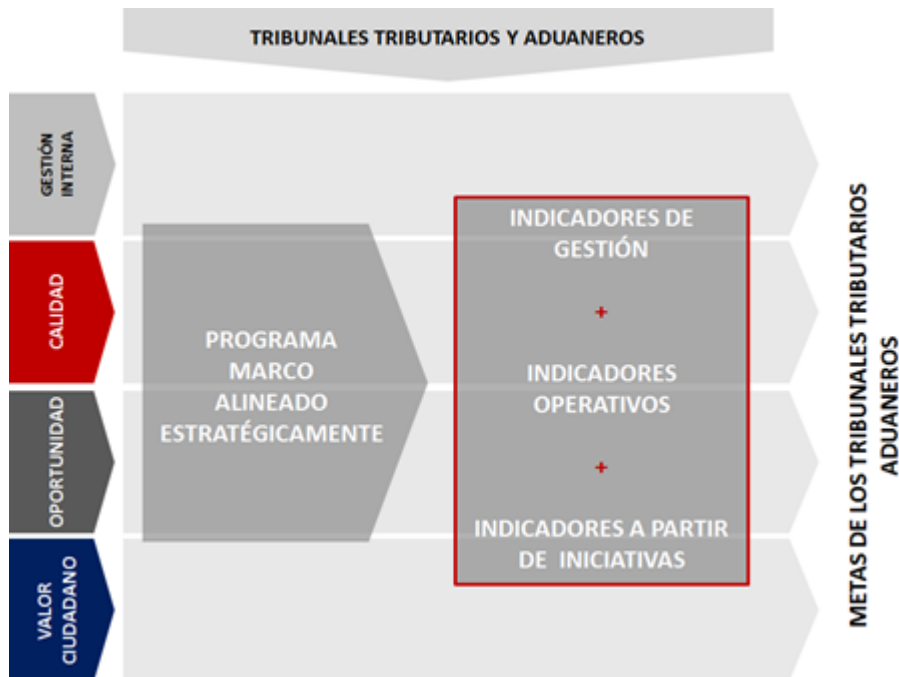 TRIBUNALES TRIBUTARIOS Y ADUANEROS
GESTIÓN
INTERNA
CALIDAD
OPORTUNIDAD
VALOR
CIUDADANO
PROGRAMA
MARCO
ALINEADO
ESTRATÉGICAMENTE
INDICADORES DE
GESTIÓN
+
INDICADORES
OPERATIVOS
+
INDICADORES A PARTIR
DE INICIATIVAS
METAS DE LOS TRIBUNALES TRIBUTARIOS
ADUANEROS